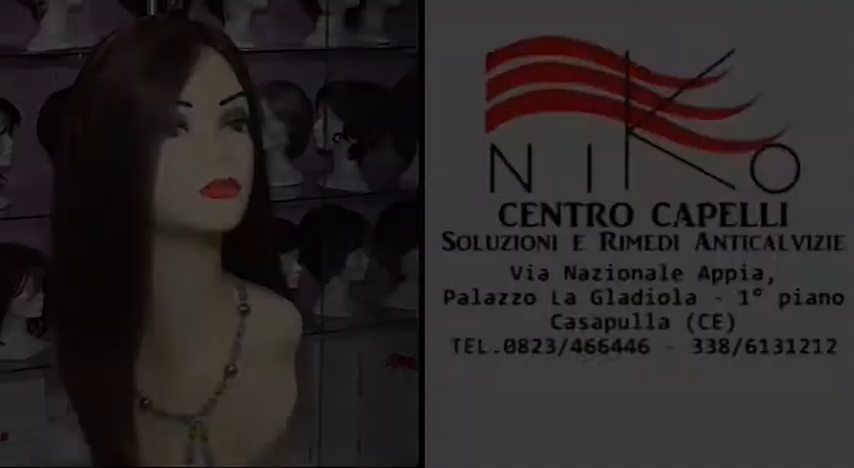 NIKO
CENTRO CAPELLI
SOLUZIONI E RIMEDI ANTICALVIZIE
Via Nazionale Appia,
Palazzo La Gladiola - 1° piano
Casapulla (CE)
TEL.0823/466446 - 338/6131212